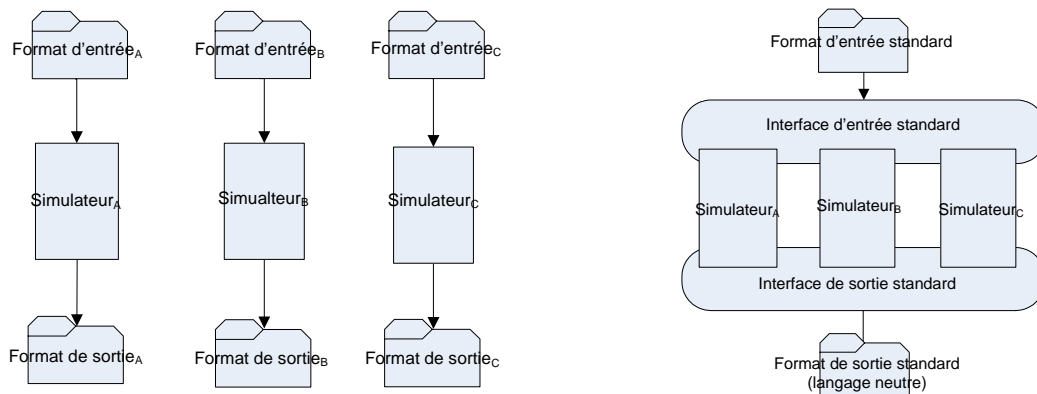 Format d'entréeA
Format d'entréeB
Format d'entréeC
SimulateurA
SimualteurB
SimulateurC
Format de sortieA
Format de sortieB
Format de sortieC
Format d'entrée standard
Interface d'entrée standard
SimulateurA
SimulateurB
SimulateurC
Interface de sortie standard
Format de sortie standard
(langage neutre)